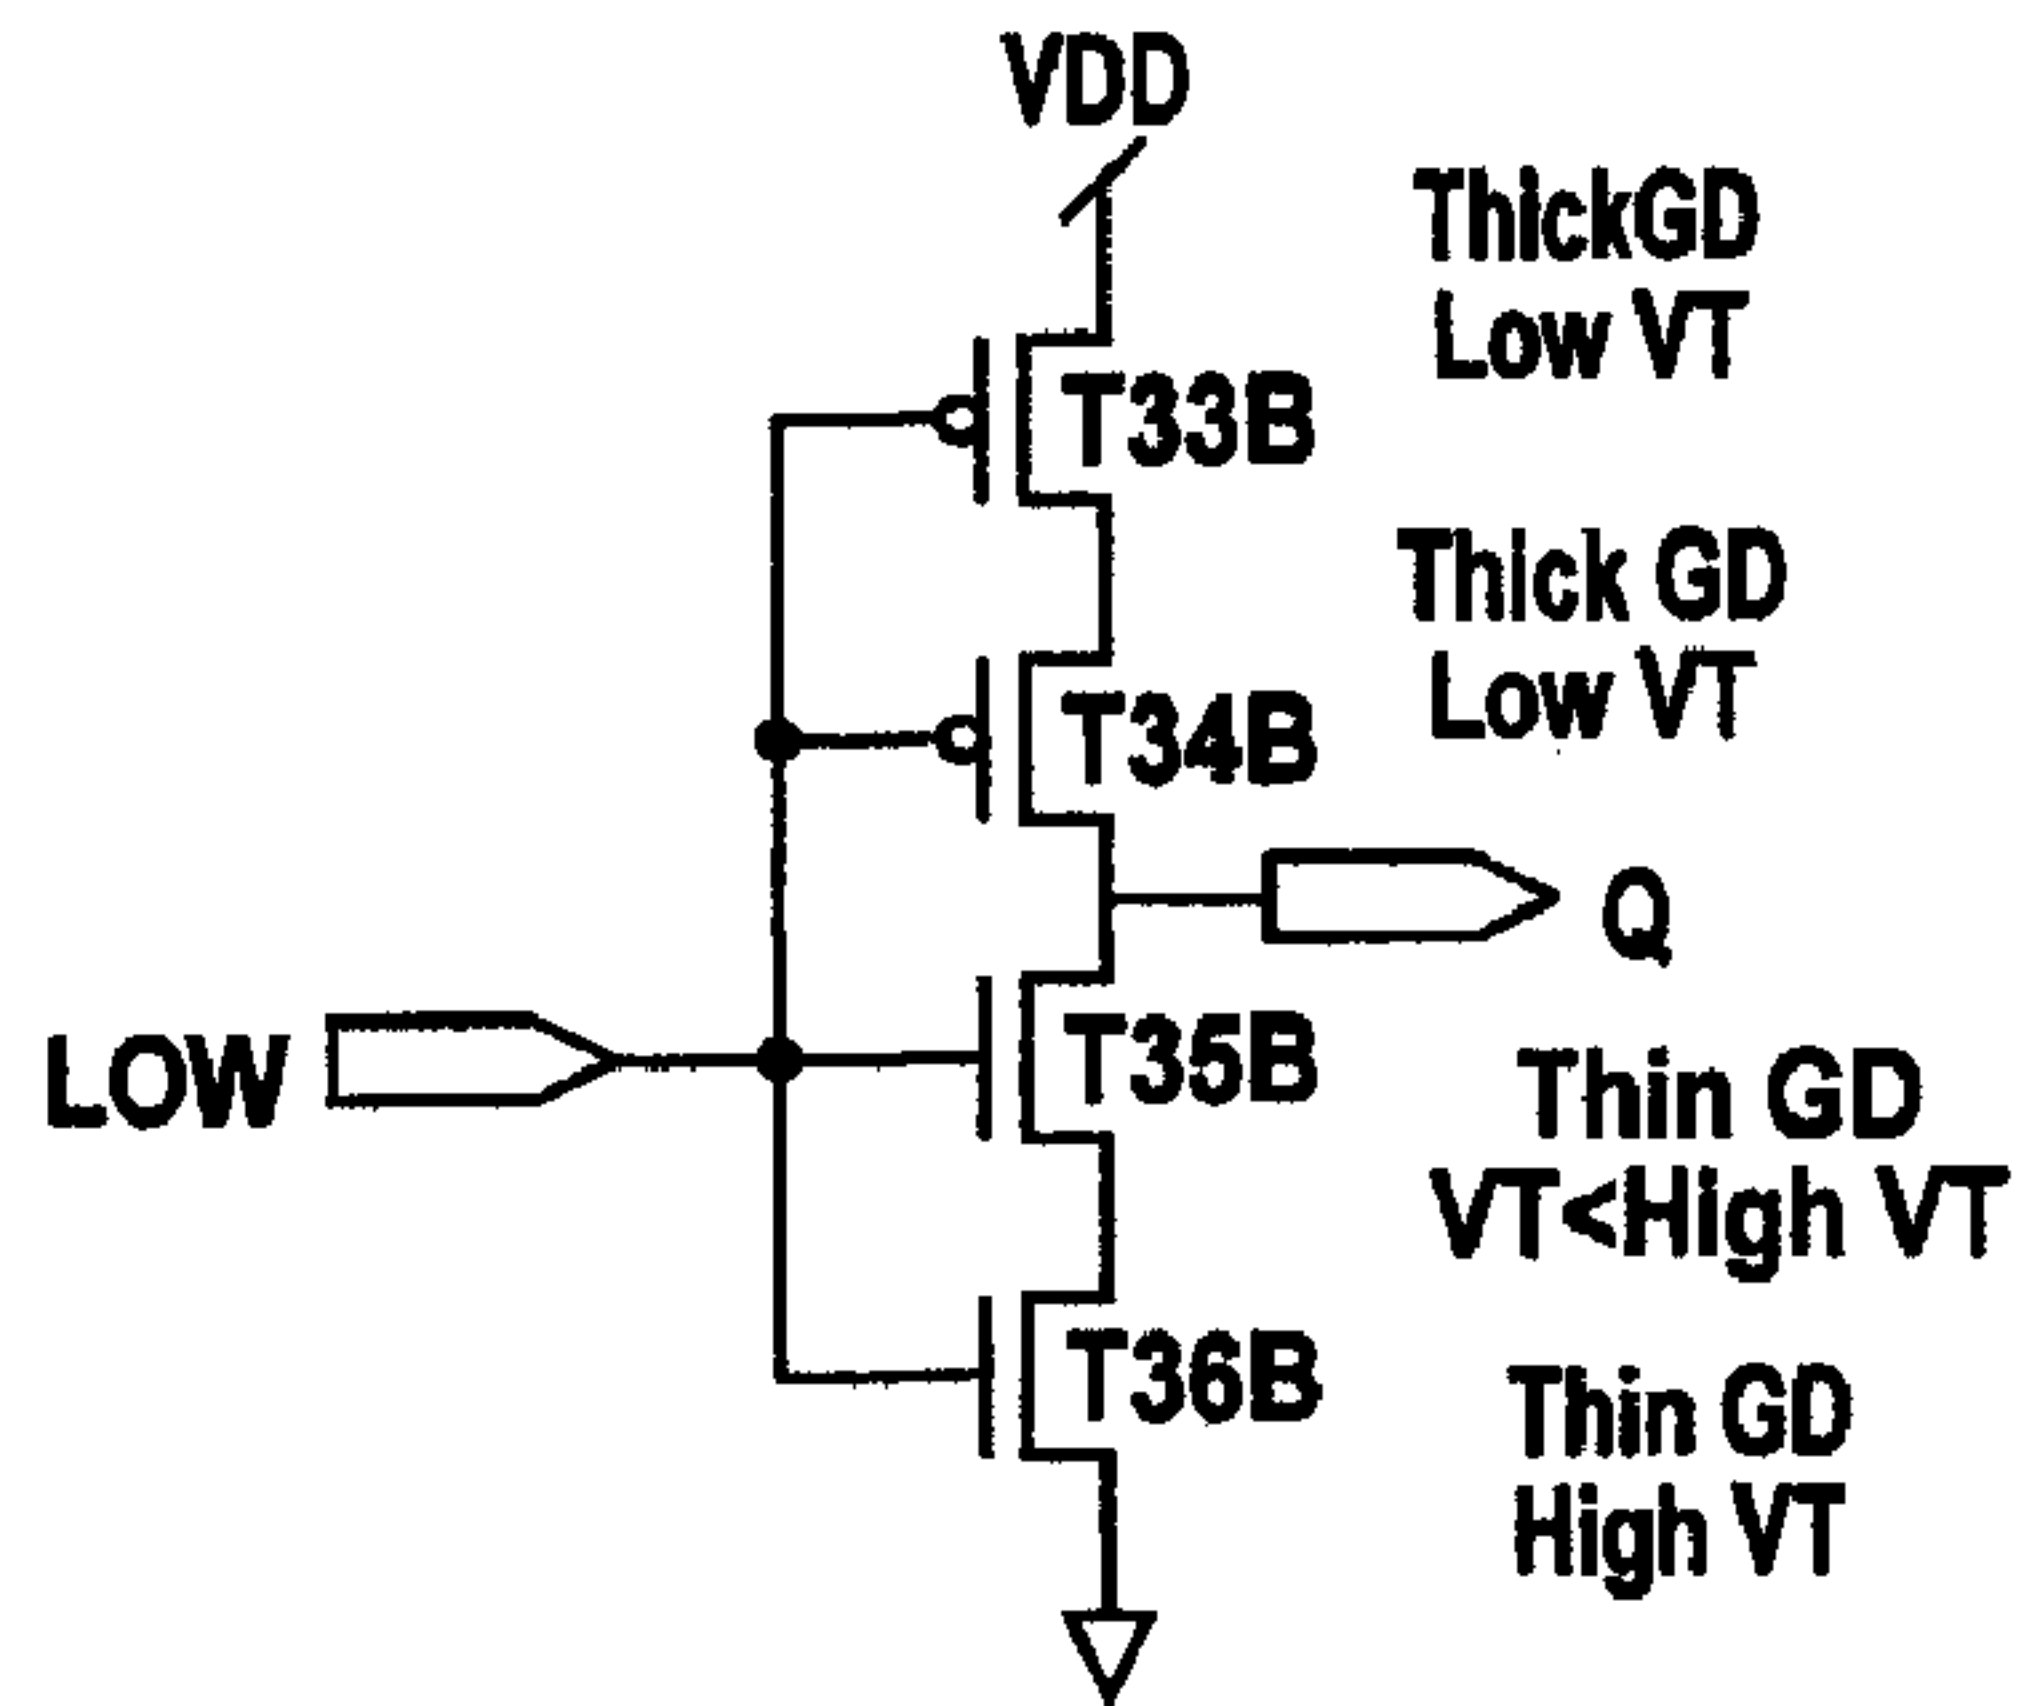 VDD
ThickGD
Low VT
T33B
Thick GD
Low VT
T34B
Q
LOW
T35B
Thin GD
VT<High VT
T36B
Thin GD
High VT